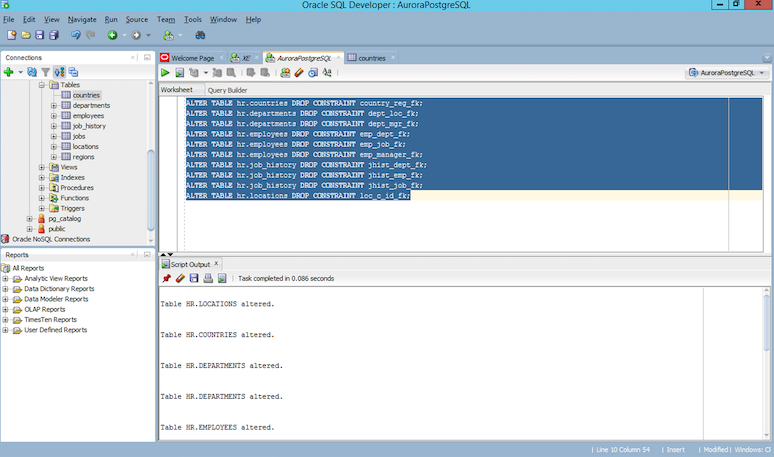 Oracle SQL Developer : AuroraPostgreSQL
File Edit View Navigate Run Source Team Tools Window Help
Connections
Tables
countries
departments
employees
job_history
jobs
locations
regions
Views
Indexes
Procedures
Functions
Triggers
pg_catalog
public
Oracle NoSQL Connections
Reports
All Reports
Analytic View Reports
Data Dictionary Reports
Data Modeler Reports
OLAP Reports
TimesTen Reports
User Defined Reports
Welcome Page XE AuroraPostgreSQL countries
AuroraPostgreSQL
Worksheet Query Builder
ALTER TABLE hr.countries DROP CONSTRAINT country_reg_fk;
ALTER TABLE hr.departments DROP CONSTRAINT dept_loc_fk;
ALTER TABLE hr.departments DROP CONSTRAINT dept_mgr_fk;
ALTER TABLE hr.employees DROP CONSTRAINT emp_dept_fk;
ALTER TABLE hr.employees DROP CONSTRAINT emp_job_fk;
ALTER TABLE hr.employees DROP CONSTRAINT emp_manager_fk;
ALTER TABLE hr.job_history DROP CONSTRAINT jhist_dept_fk;
ALTER TABLE hr.job_history DROP CONSTRAINT jhist_emp_fk;
ALTER TABLE hr.job_history DROP CONSTRAINT jhist_job_fk;
ALTER TABLE hr.locations DROP CONSTRAINT loc_c_id_fk;
Script Output
Task completed in 0.086 seconds
Table HR.LOCATIONS altered.
Table HR.COUNTRIES altered.
Table HR.DEPARTMENTS altered.
Table HR.DEPARTMENTS altered.
Table HR.EMPLOYEES altered.
Line 10 Column 54 Insert Modified Windows: C